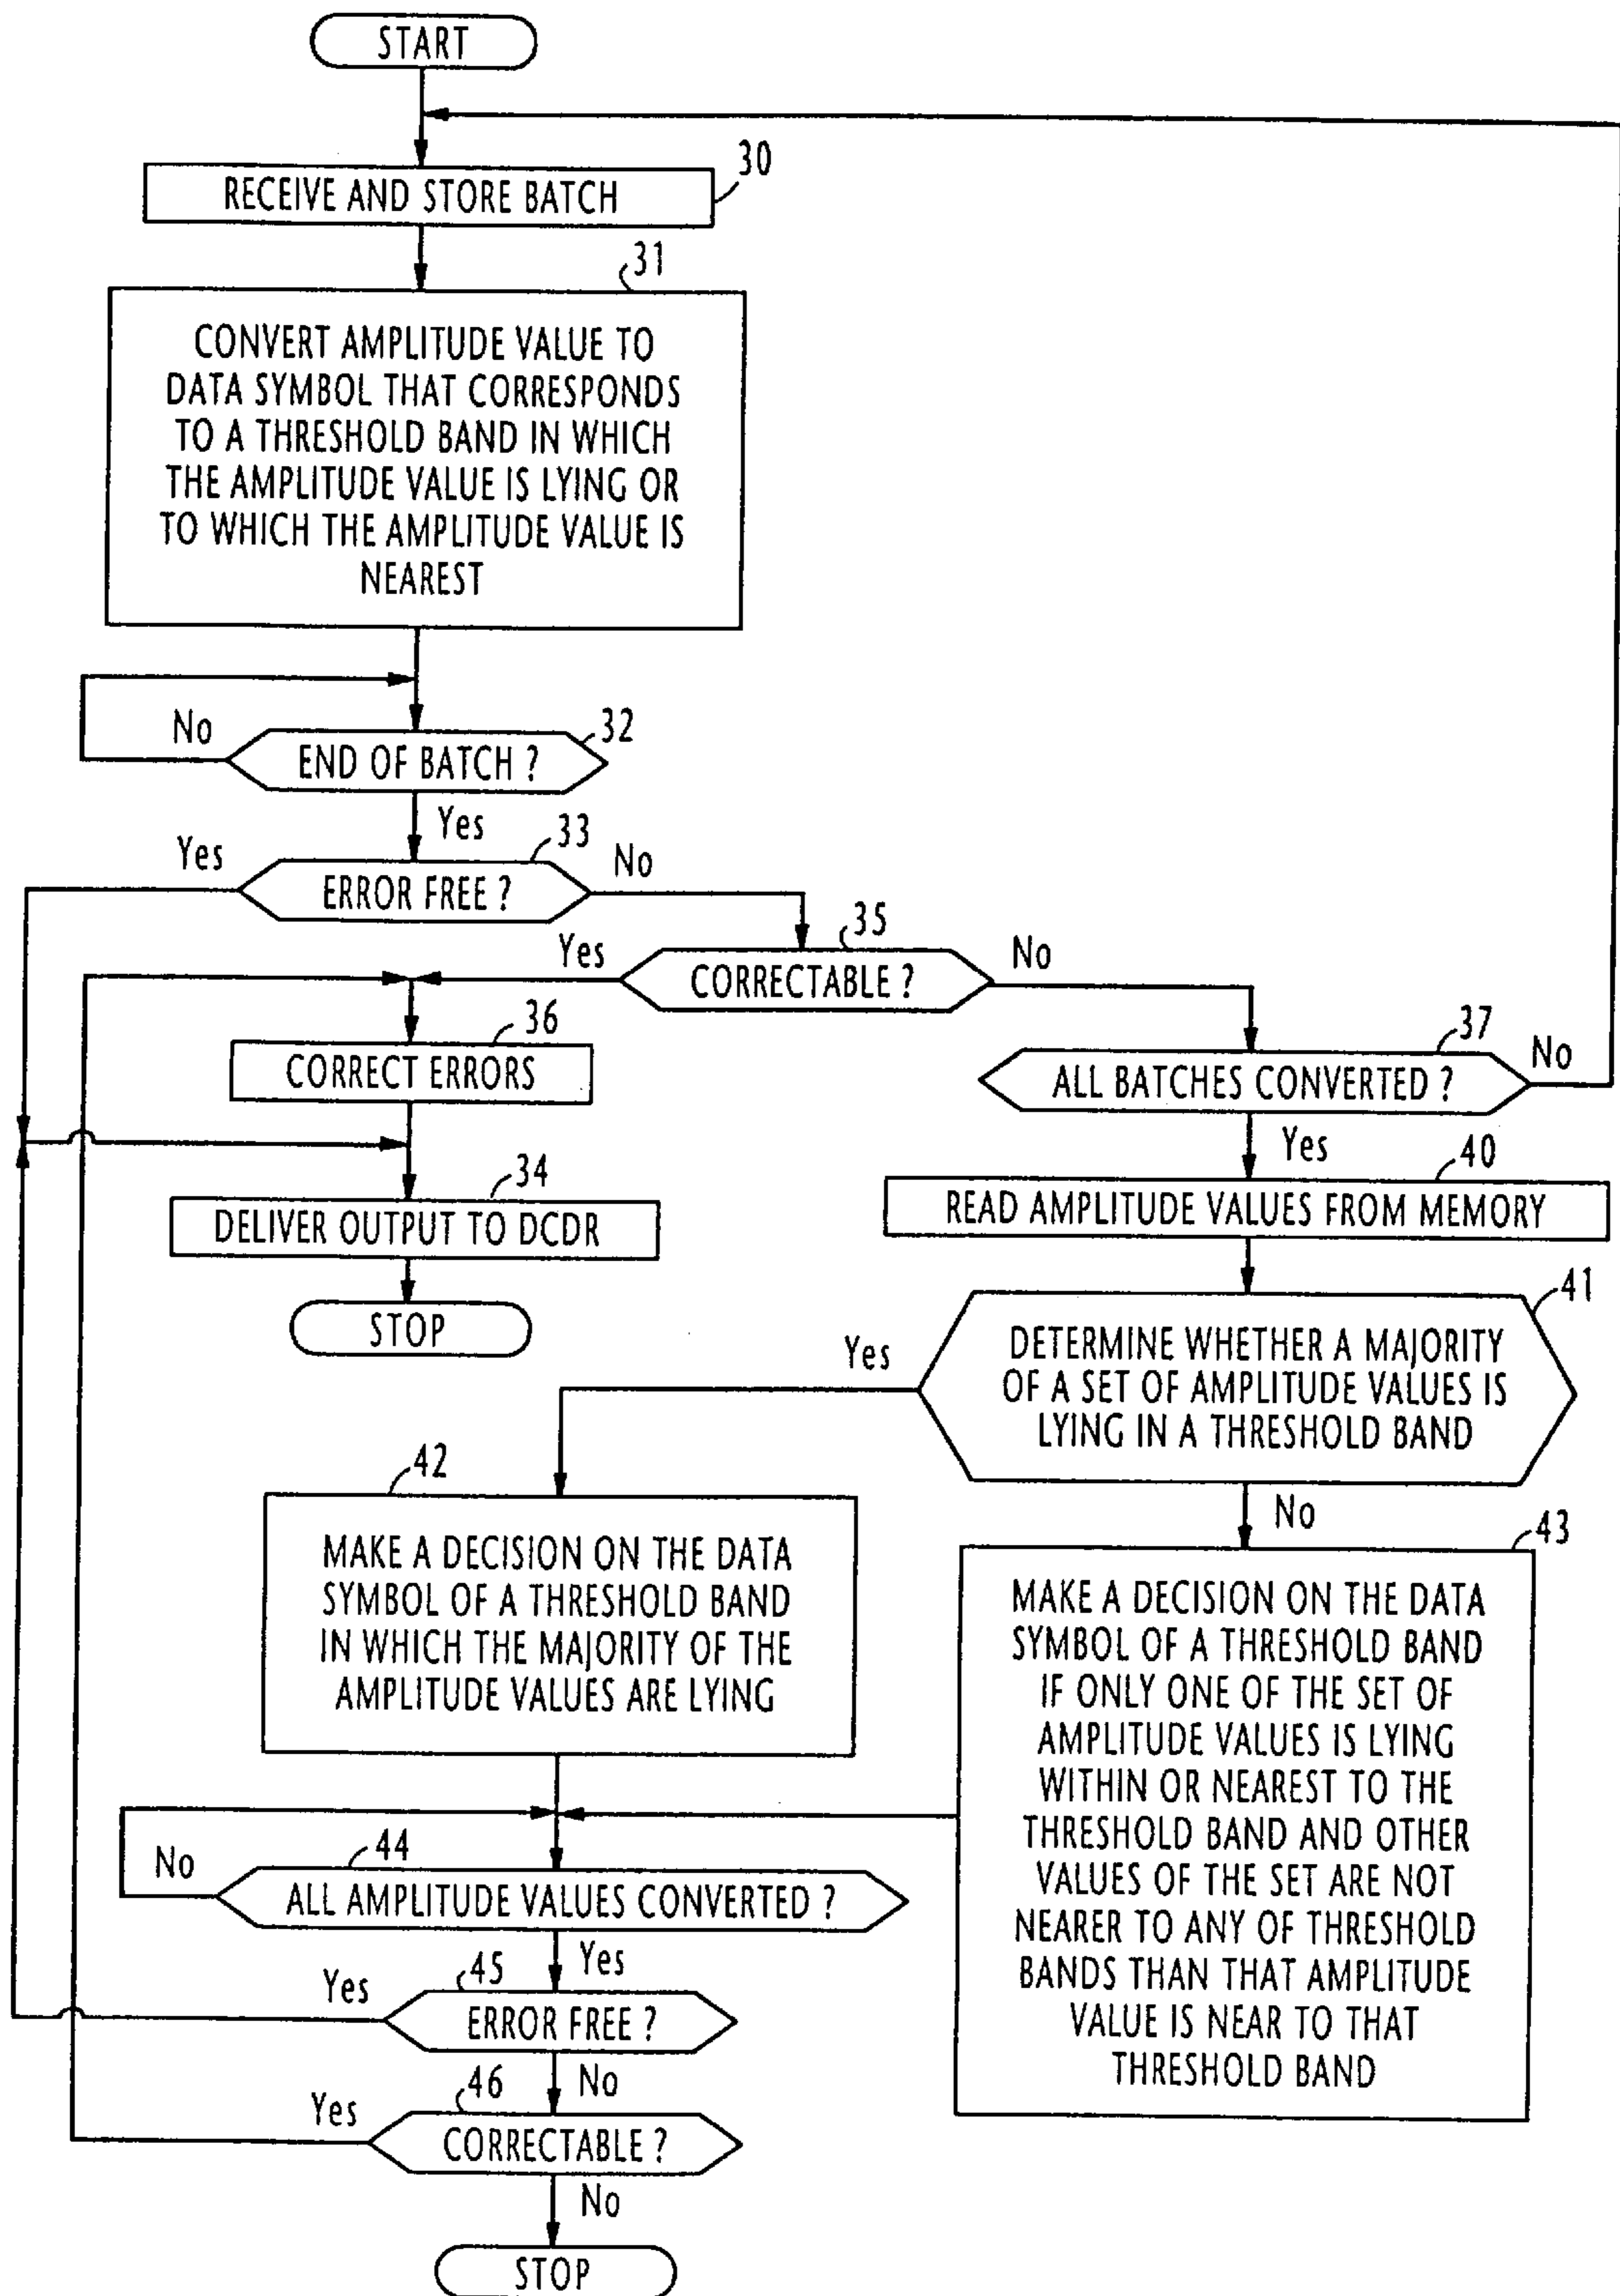 START
30
RECEIVE AND STORE BATCH
31
CONVERT AMPLITUDE VALUE TO
DATA SYMBOL THAT CORRESPONDS
TO A THRESHOLD BAND IN WHICH
THE AMPLITUDE VALUE IS LYING OR
TO WHICH THE AMPLITUDE VALUE IS
NEAREST
No
32
END OF BATCH ?
Yes
33
Yes
No
ERROR FREE ?
35
Yes
No
CORRECTABLE ?
36
37
CORRECT ERRORS
No
ALL BATCHES CONVERTED ?
Yes
40
34
READ AMPLITUDE VALUES FROM MEMORY
DELIVER OUTPUT TO DCDR
41
STOP
Yes
DETERMINE WHETHER A MAJORITY
OF A SET OF AMPLITUDE VALUES IS
LYING IN A THRESHOLD BAND
42
No
43
MAKE A DECISION ON THE DATA
SYMBOL OF A THRESHOLD BAND
IN WHICH THE MAJORITY OF THE
AMPLITUDE VALUES ARE LYING
MAKE A DECISION ON THE DATA
SYMBOL OF A THRESHOLD BAND
IF ONLY ONE OF THE SET OF
AMPLITUDE VALUES IS LYING
WITHIN OR NEAREST TO THE
THRESHOLD BAND AND OTHER
VALUES OF THE SET ARE NOT
NEARER TO ANY OF THRESHOLD
BANDS THAN THAT AMPLITUDE
VALUE IS NEAR TO THAT
THRESHOLD BAND
44
No
ALL AMPLITUDE VALUES CONVERTED ?
Yes
45
Yes
ERROR FREE ?
No
46
Yes
CORRECTABLE ?
No
STOP